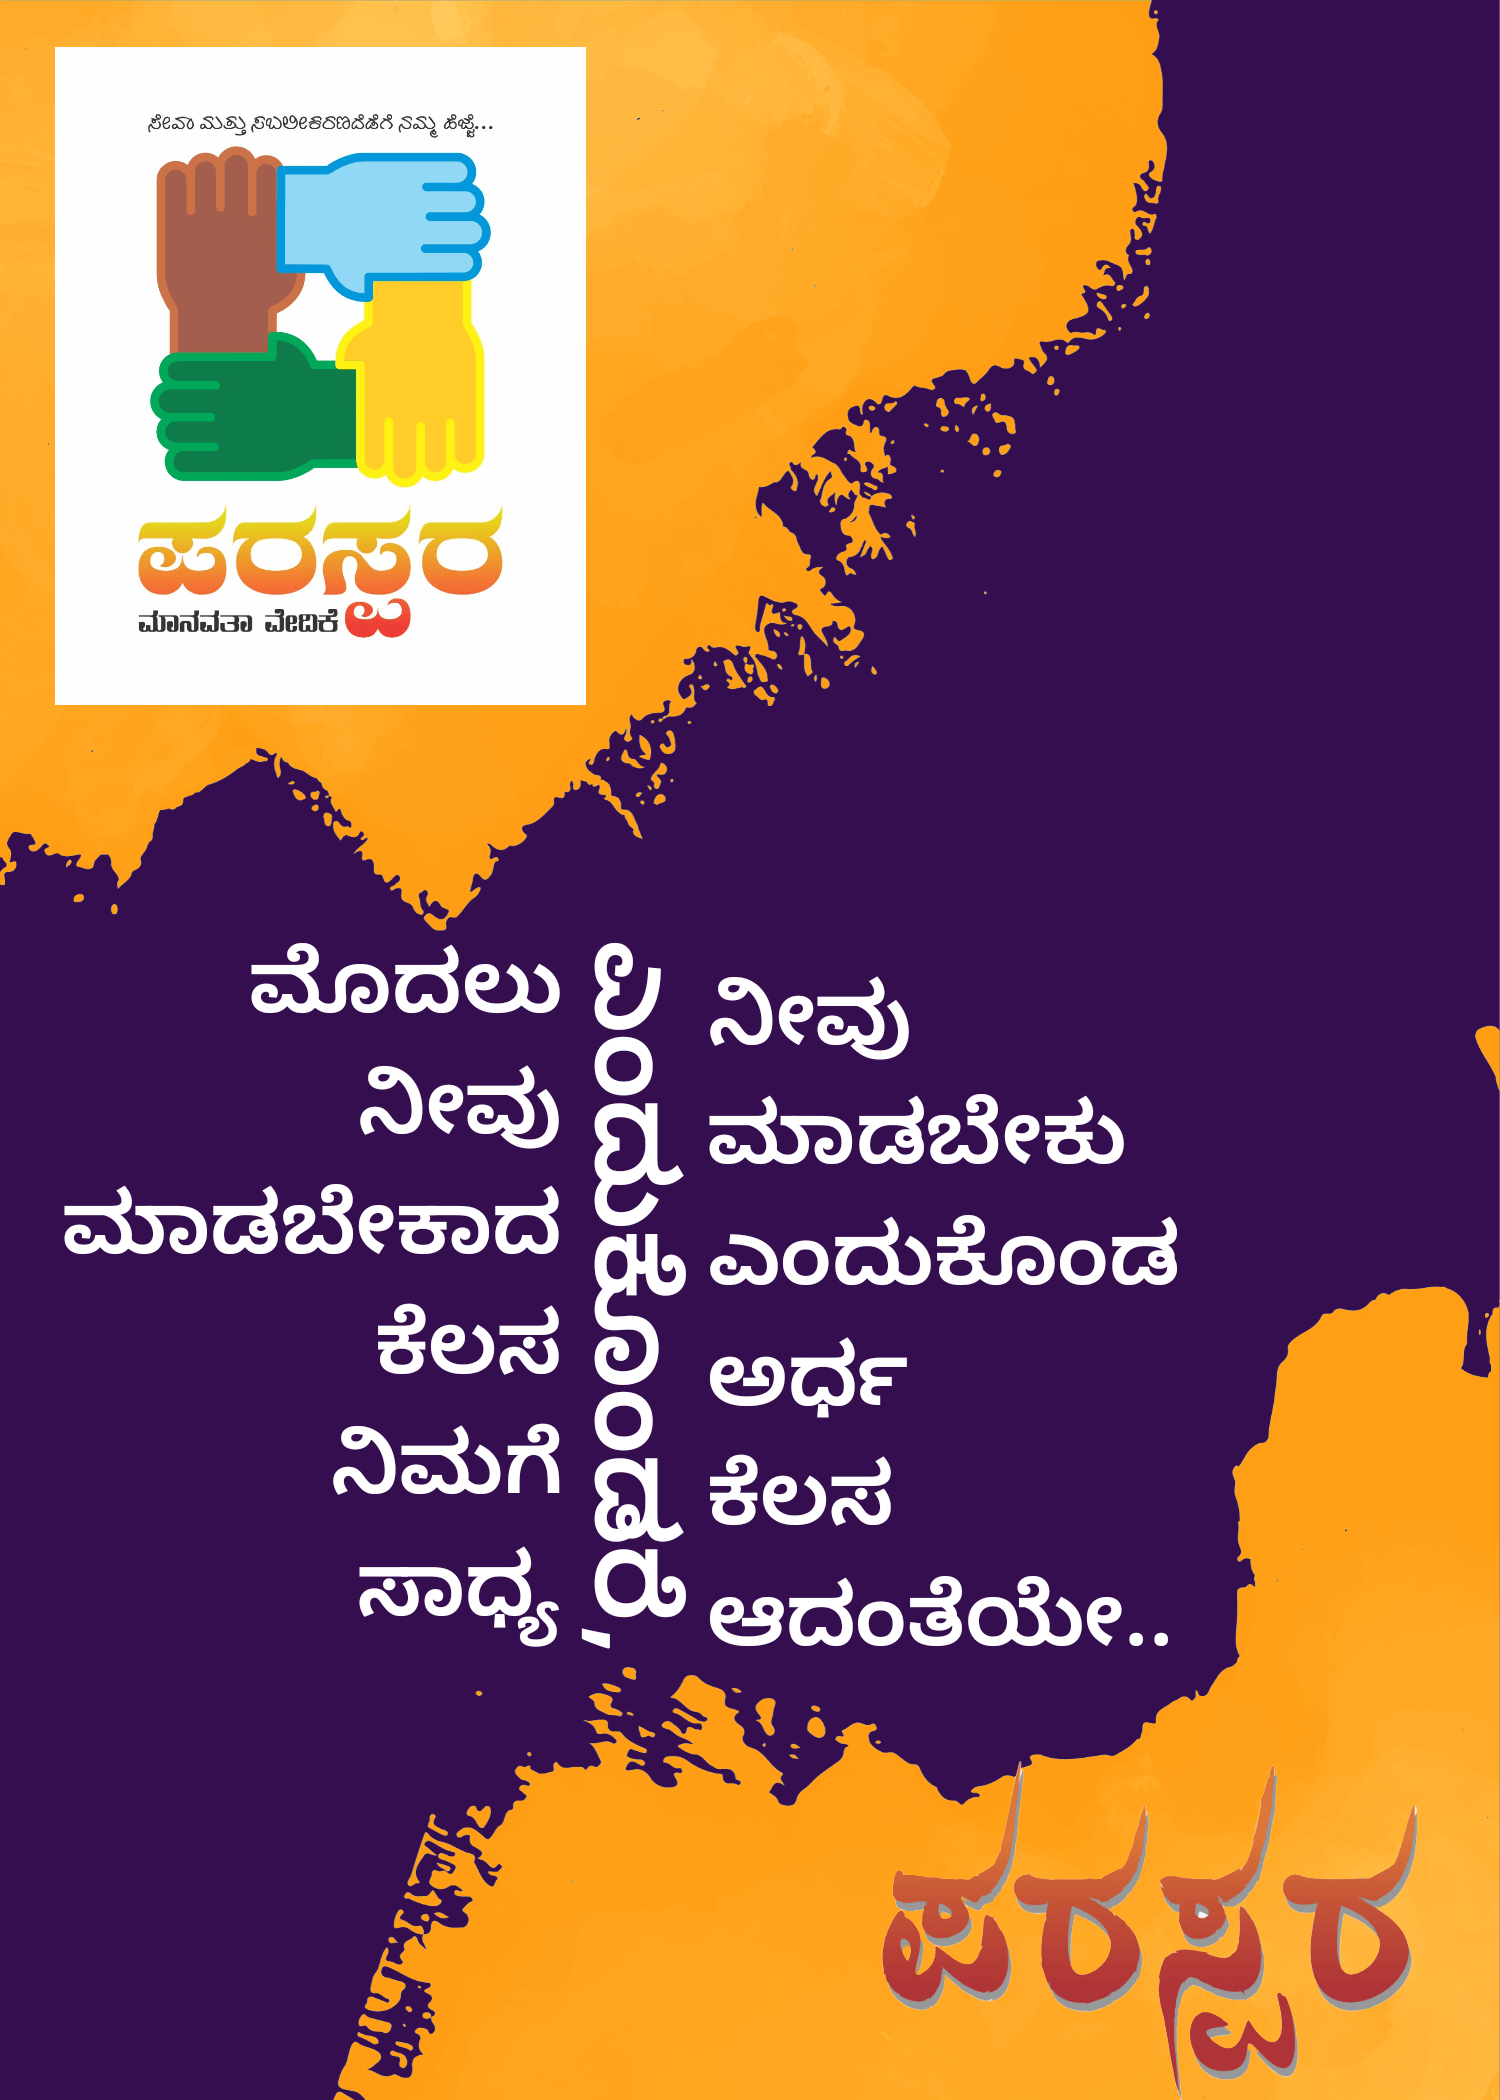 ಸೇವಾ ಮತ್ತು ಸಬಲೀಕರಣದೆಡೆಗೆ ನಮ್ಮ ಹೆಜ್ಜೆ...
ಪರಸ್ಪರ
ಮಾನವತಾ ವೇದಿಕೆ
ಮೊದಲು
ನೀವು
ಮಾಡಬೇಕಾದ
ಕೆಲಸ
ನಿಮಗೆ
ಸಾಧ್ಯ
ನೀವು
ಮಾಡಬೇಕು
ಎಂದುಕೊಂಡ
ಅರ್ಧ
ಕೆಲಸ
ಆದಂತೆಯೇ..
ಪರಸ್ಪರ